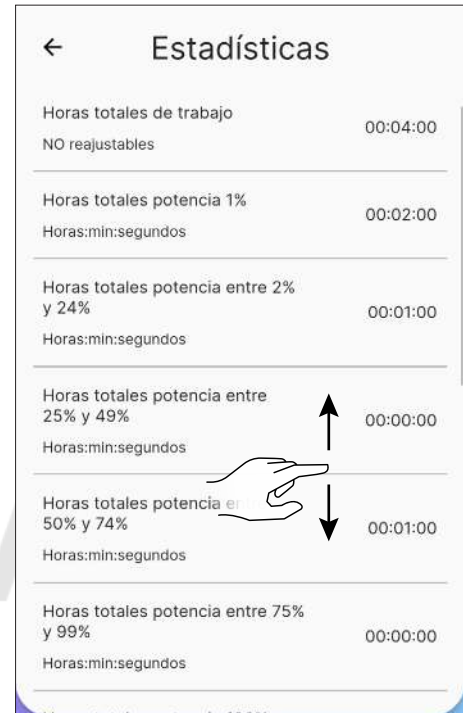 Estadísticas
Horas totales de trabajo
00:04:00
NO reajustables
Horas totales potencia 1%
00:02:00
Horas:min:segundos
Horas totales potencia entre 2%
y 24%
00:01:00
Horas:min:segundos
Horas totales potencia entre
25% y 49%
00:00:00
Horas:min:segundos
Horas totales potencia
50% y 74%
00:01:00
Horas:min:segundos
Horas totales potencia entre 75%
y 99%
00:00:00
Horas:min:segundos